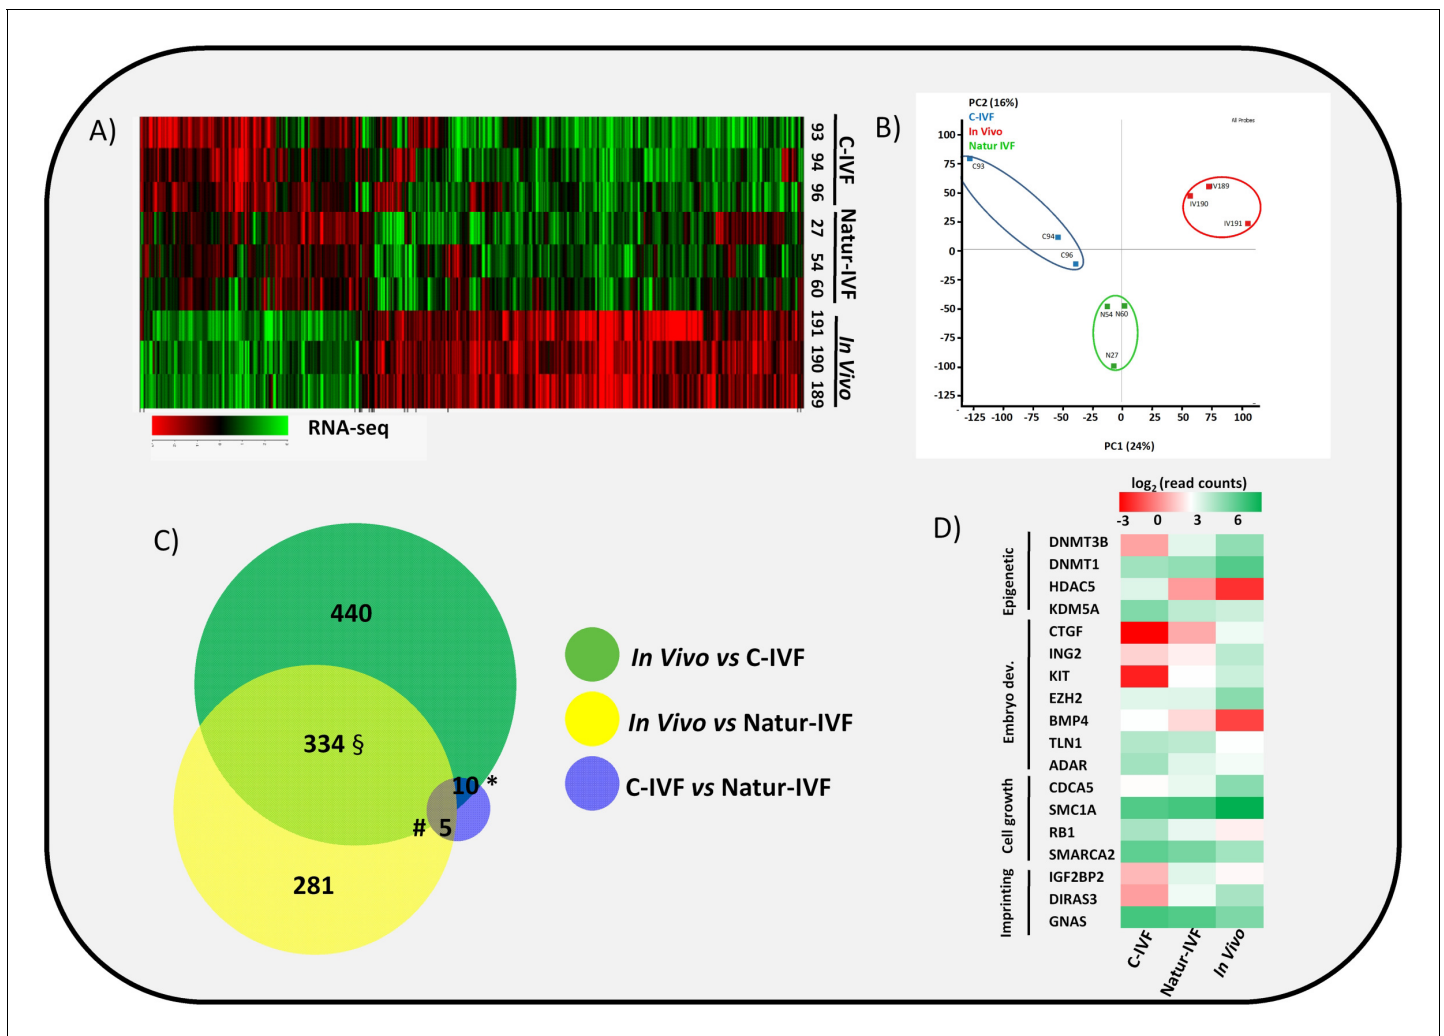 A)
93
94
96
C-IVF
27
54
60
Natur-IVF
191
190
189
In Vivo
RNA-seq
B)
PC2 (16%)
C-IVF
In Vivo
Natur IVF
All Probes
100
75
50
25
0
-25
-50
-75
-100
-125
C93
C94
C96
IV189
IV190
IV191
N54
N60
N27
-125 -100 -75 -50 -25 0 25 50 75 100
PC1 (24%)
C)
440
334 §
10 *
# 5
281
In Vivo vs C-IVF
In Vivo vs Natur-IVF
C-IVF vs Natur-IVF
D)
log2 (read counts)
-3 0 3 6
Epigenetic
DNMT3B
DNMT1
HDAC5
KDM5A
Embryo dev.
CTGF
ING2
KIT
EZH2
BMP4
TLN1
ADAR
Cell growth
CDCA5
SMC1A
RB1
SMARCA2
Imprinting
IGF2BP2
DIRAS3
GNAS
C-IVF
Natur-IVF
In Vivo